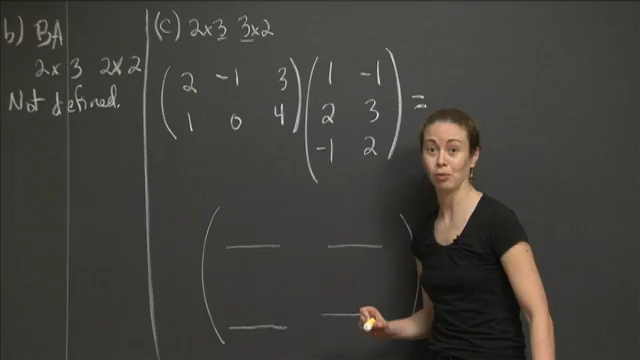 b) BA
2x3 2x2
Not defined.
(c) 2x3 3x2
( 2 -1 3 ) ( 1 -1 ) =
( 1 0 4 ) ( 2 3 )
( -1 2 )